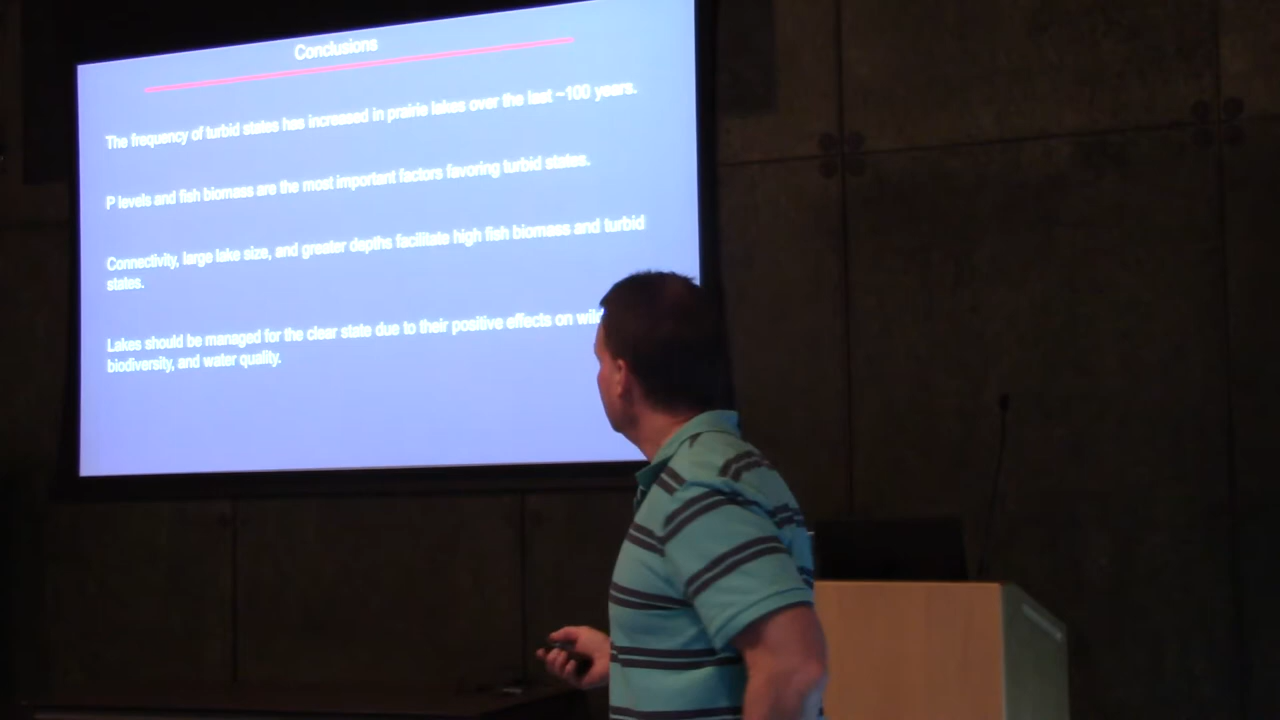 Conclusions
The frequency of turbid states has increased in prairie lakes over the last ~100 years.
P levels and fish biomass are the most important factors favoring turbid states.
Connectivity, large lake size, and greater depths facilitate high fish biomass and turbid
states.
Lakes should be managed for the clear state due to their positive effects on
biodiversity, and water quality.